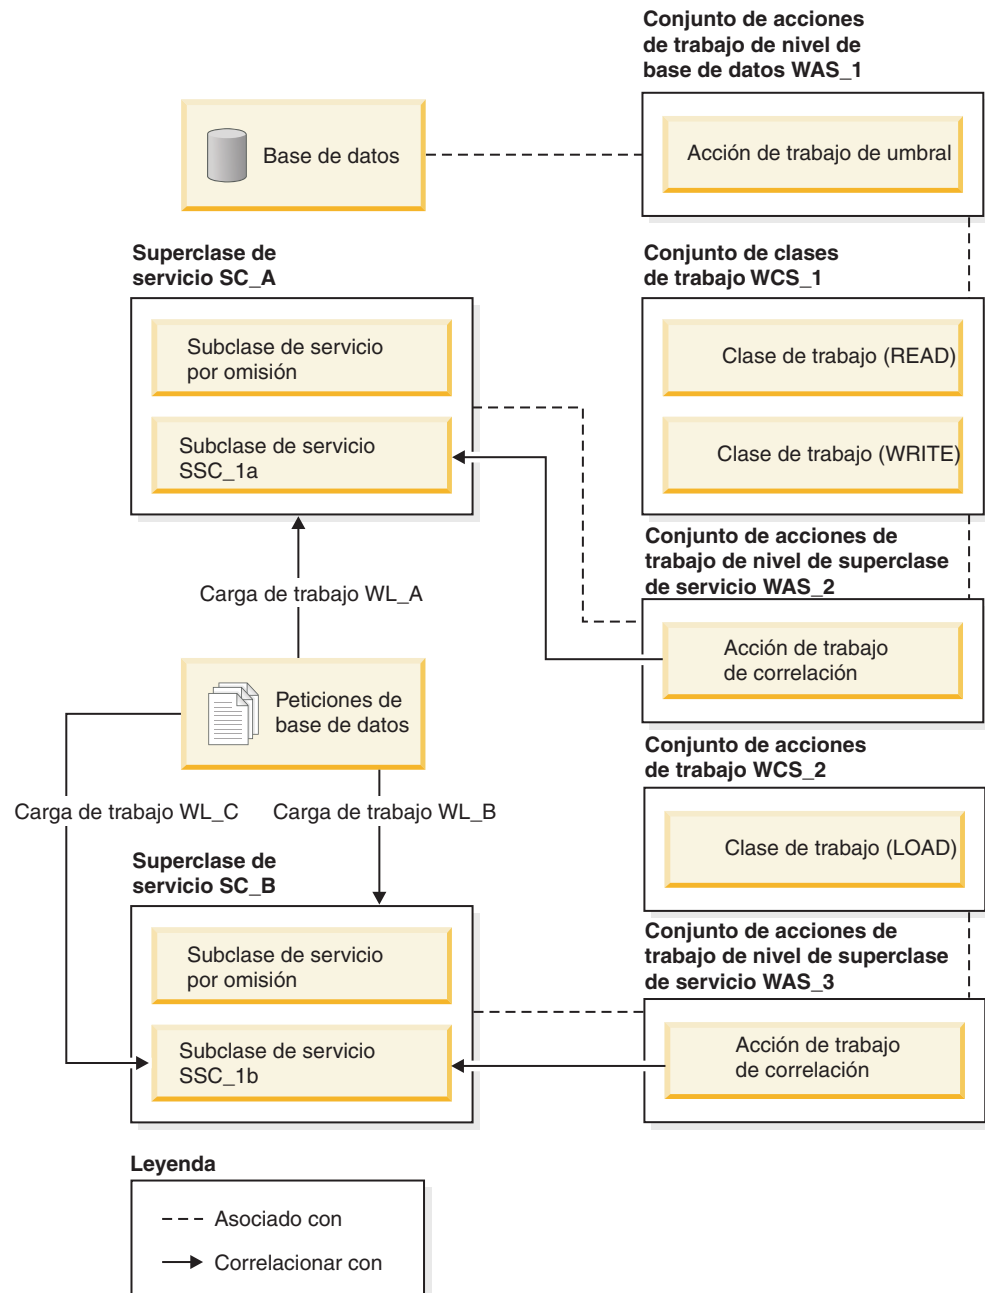 Conjunto de acciones
de trabajo de nivel de
base de datos WAS_1
Base de datos
Acción de trabajo de umbral
Superclase de
servicio SC_A
Conjunto de clases
de trabajo WCS_1
Subclase de servicio
por omisión
Clase de trabajo (READ)
Subclase de servicio
SSC_1a
Clase de trabajo (WRITE)
Conjunto de acciones de
trabajo de nivel de superclase
de servicio WAS_2
Carga de trabajo WL_A
Acción de trabajo
de correlación
Peticiones de
base de datos
Conjunto de acciones
de trabajo WCS_2
Carga de trabajo WL_C
Carga de trabajo WL_B
Clase de trabajo (LOAD)
Superclase de
servicio SC_B
Conjunto de acciones de
trabajo de nivel de superclase
de servicio WAS_3
Subclase de servicio
por omisión
Subclase de servicio
SSC_1b
Acción de trabajo
de correlación
Leyenda
Asociado con
Correlacionar con